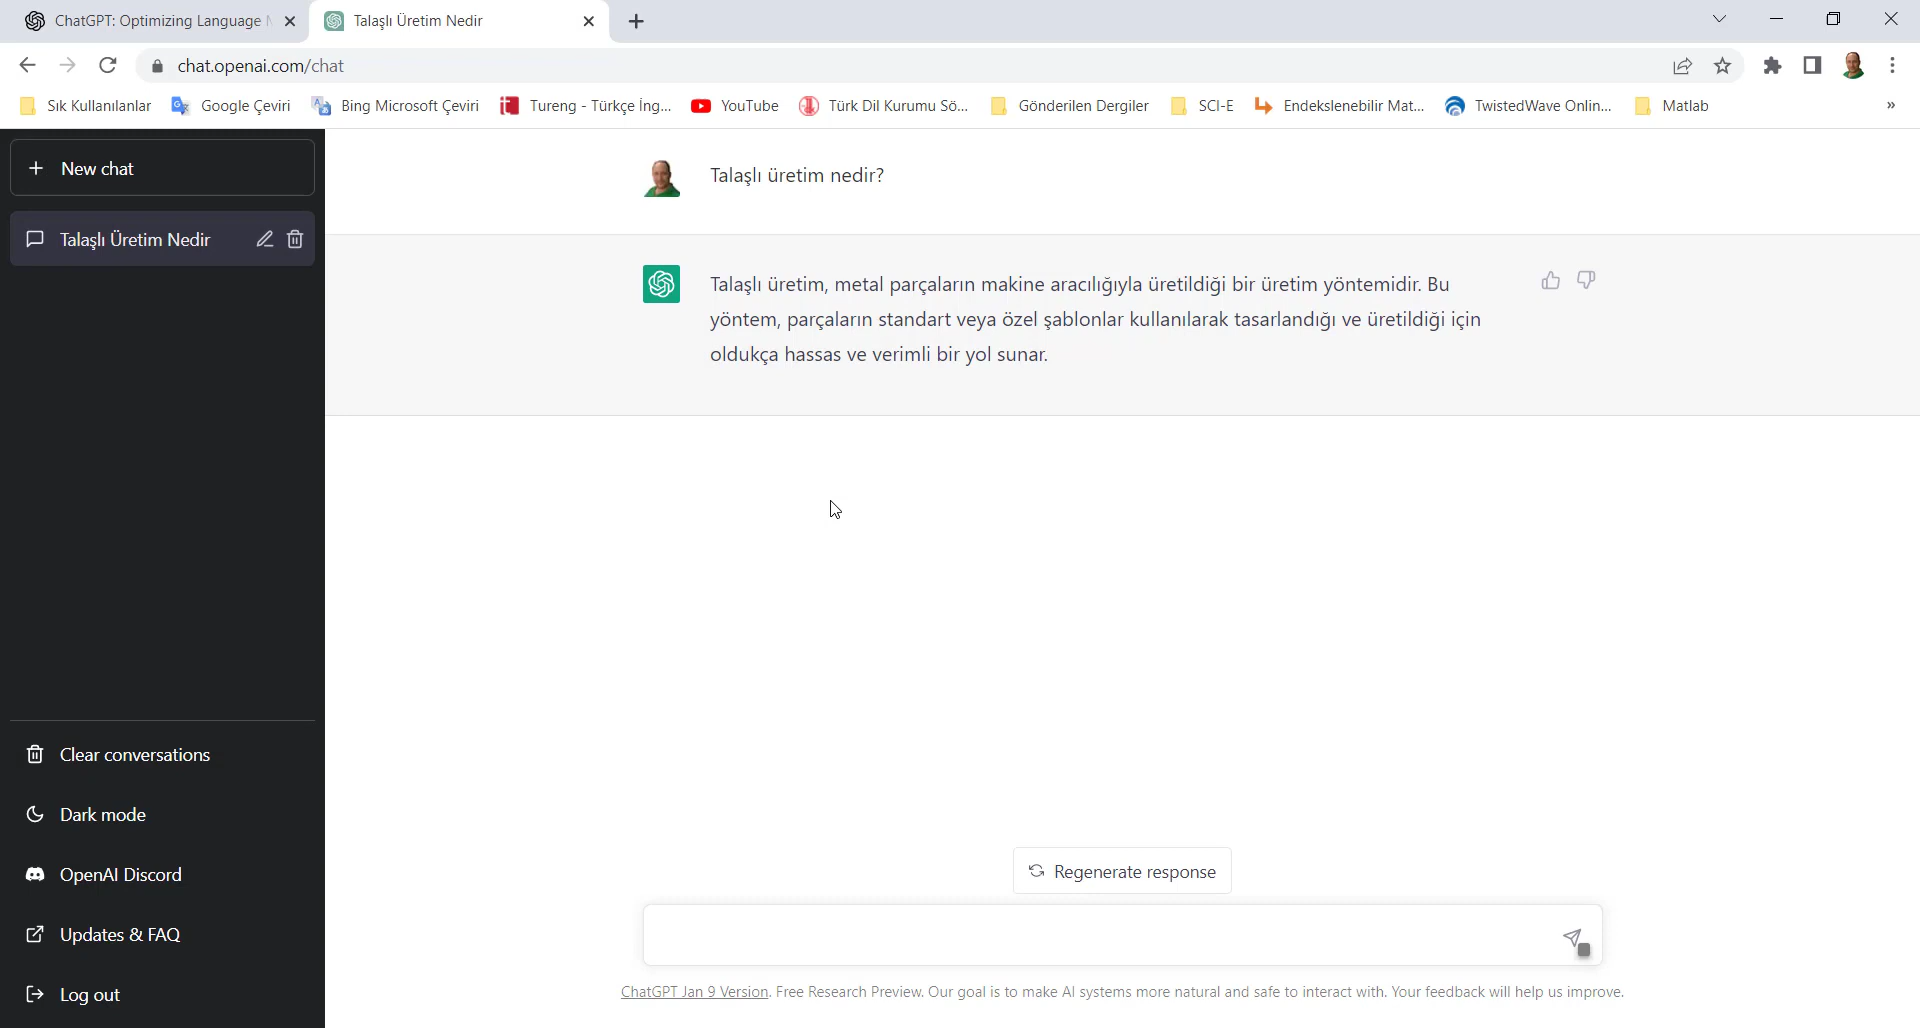 ChatGPT: Optimizing Language
Talaşlı Üretim Nedir
chat.openai.com/chat
Sık Kullanılanlar
Google Çeviri
Bing Microsoft Çeviri
Tureng - Türkçe İng...
YouTube
Türk Dil Kurumu Sö...
Gönderilen Dergiler
SCI-E
Endekslenebilir Mat...
TwistedWave Onlin...
Matlab
»
New chat
Talaşlı Üretim Nedir
Talaşlı üretim nedir?
Talaşlı üretim, metal parçaların makine aracılığıyla üretildiği bir üretim yöntemidir. Bu
yöntem, parçaların standart veya özel şablonlar kullanılarak tasarlandığı ve üretildiği için
oldukça hassas ve verimli bir yol sunar.
Clear conversations
Dark mode
OpenAI Discord
Updates & FAQ
Log out
Regenerate response
ChatGPT Jan 9 Version. Free Research Preview. Our goal is to make AI systems more natural and safe to interact with. Your feedback will help us improve.